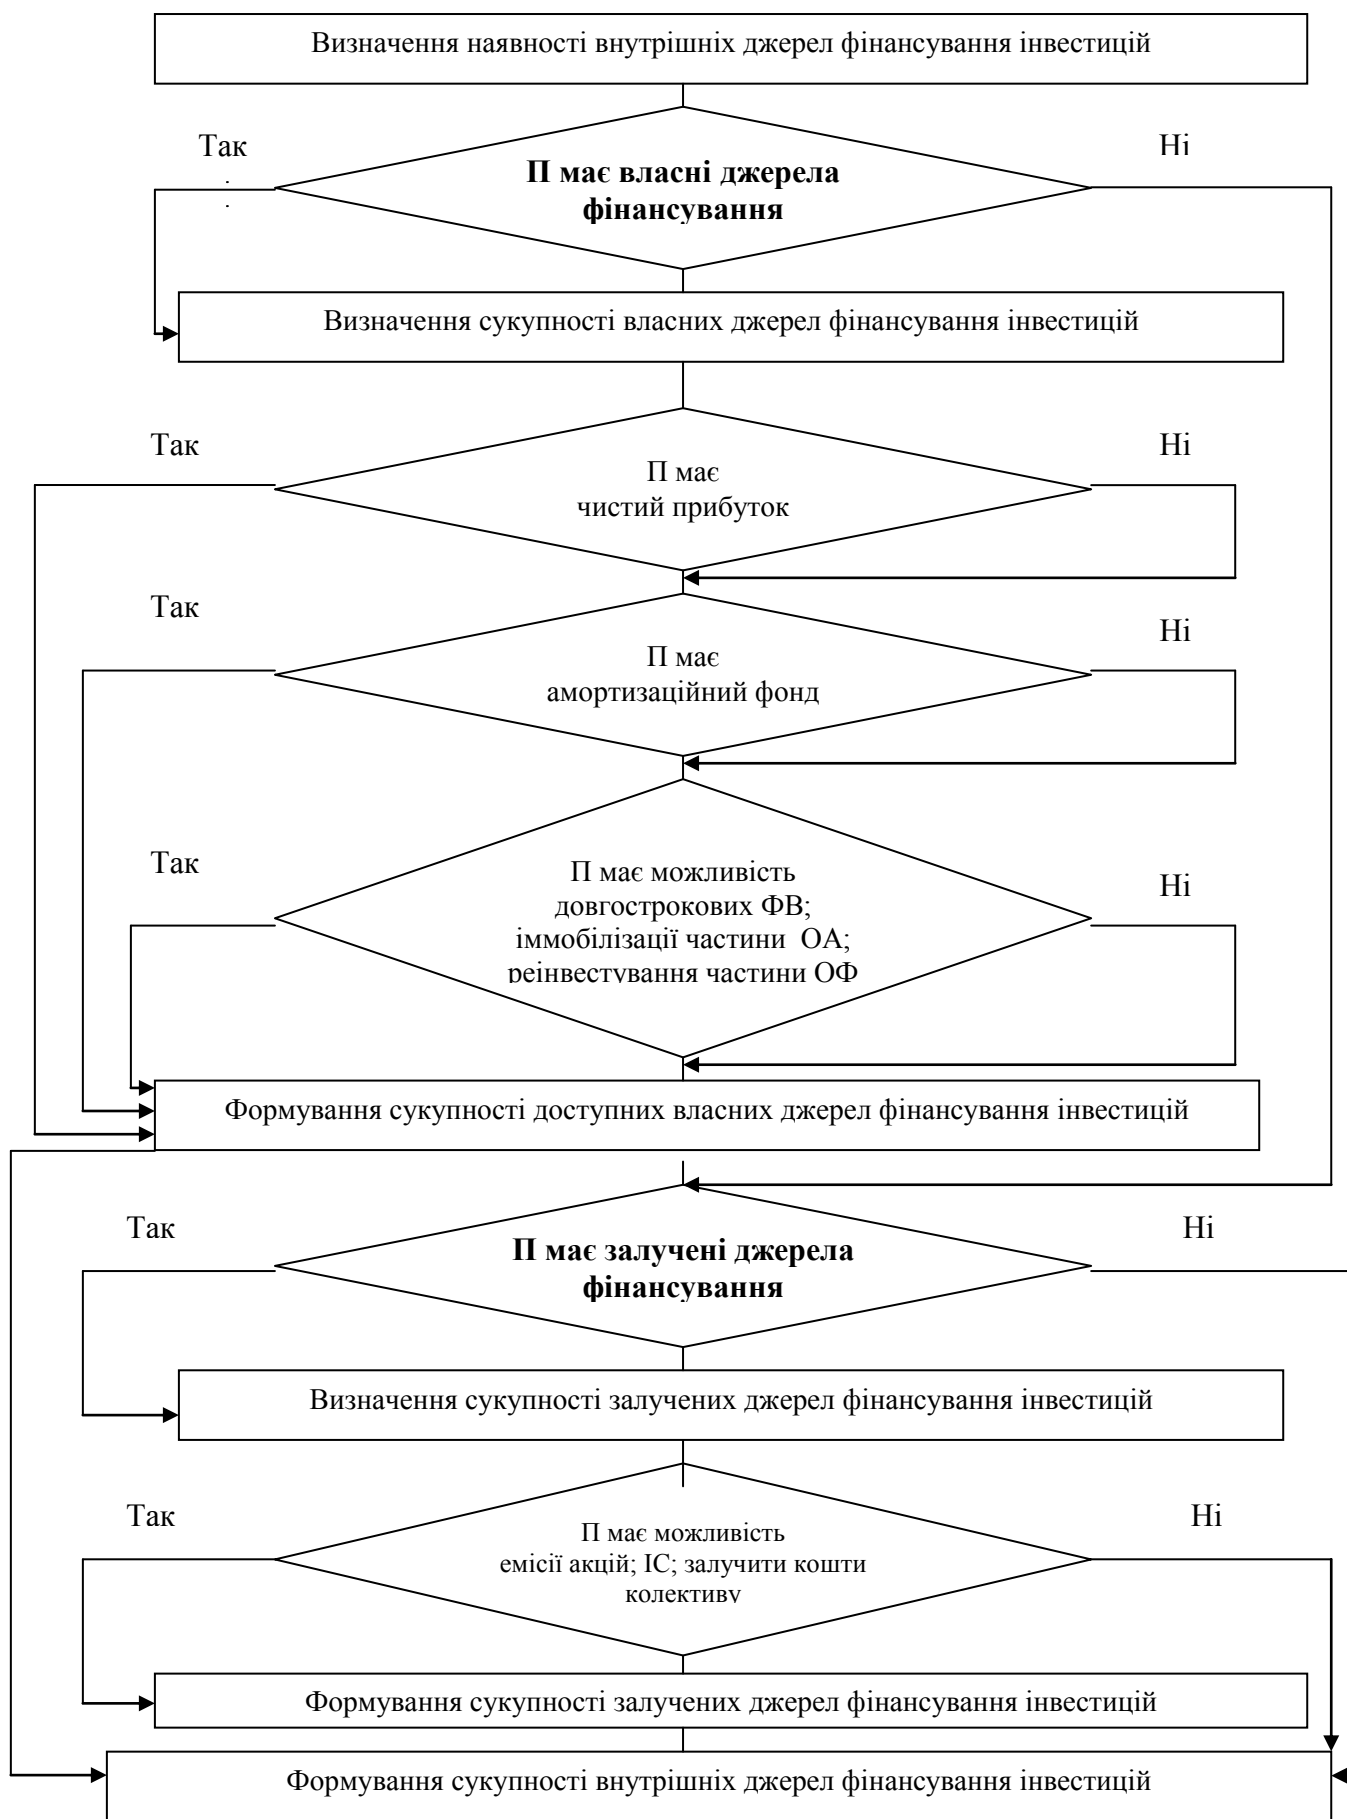 Визначення наявності внутрішніх джерел фінансування інвестицій
Так
Ні
П має власні джерела
фінансування
Визначення сукупності власних джерел фінансування інвестицій
Так
Ні
П має
чистий прибуток
Так
Ні
П має
амортизаційний фонд
Так
Ні
П має можливість
довгострокових ФВ;
іммобілізації частини ОА;
реінвестування частини ОФ
Формування сукупності доступних власних джерел фінансування інвестицій
Так
Ні
П має залучені джерела
фінансування
Визначення сукупності залучених джерел фінансування інвестицій
Так
Ні
П має можливість
емісії акцій; ІС; залучити кошти
колективу
Формування сукупності залучених джерел фінансування інвестицій
Формування сукупності внутрішніх джерел фінансування інвестицій